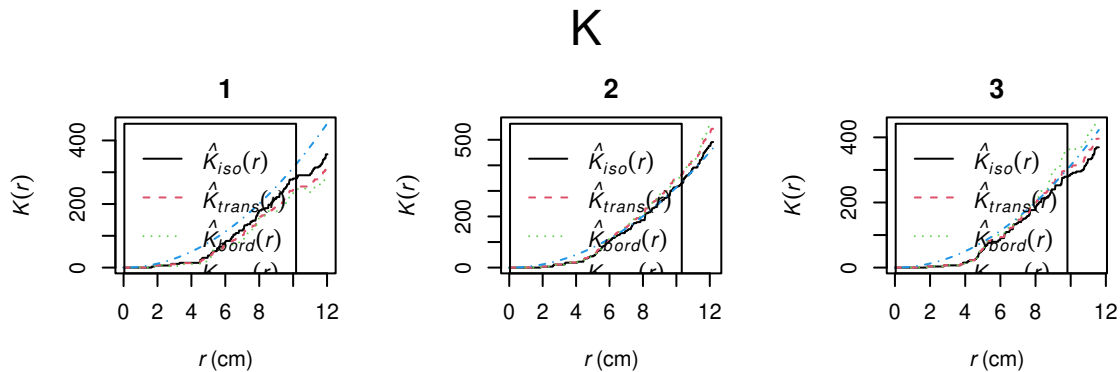 K
1
K(r)
0
200
400
K̂iso(r)
K̂trans(r)
K̂bord(r)
0 2 4 6 8 12
r (cm)
2
K(r)
0
200
500
K̂iso(r)
K̂trans(r)
K̂bord(r)
0 2 4 6 8 12
r (cm)
3
K(r)
0
200
400
K̂iso(r)
K̂trans(r)
K̂bord(r)
0 2 4 6 8 12
r (cm)